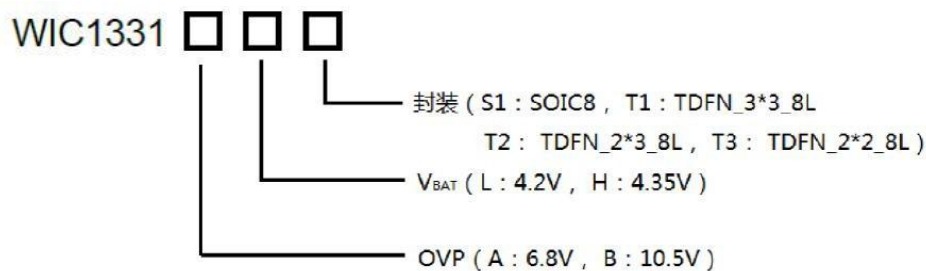 WIC1331 □ □ □
封装（S1：SOIC8， T1：TDFN_3*3_8L
T2： TDFN_2*3_8L， T3： TDFN_2*2_8L）
VBAT（L：4.2V， H：4.35V）
OVP（A：6.8V， B：10.5V）